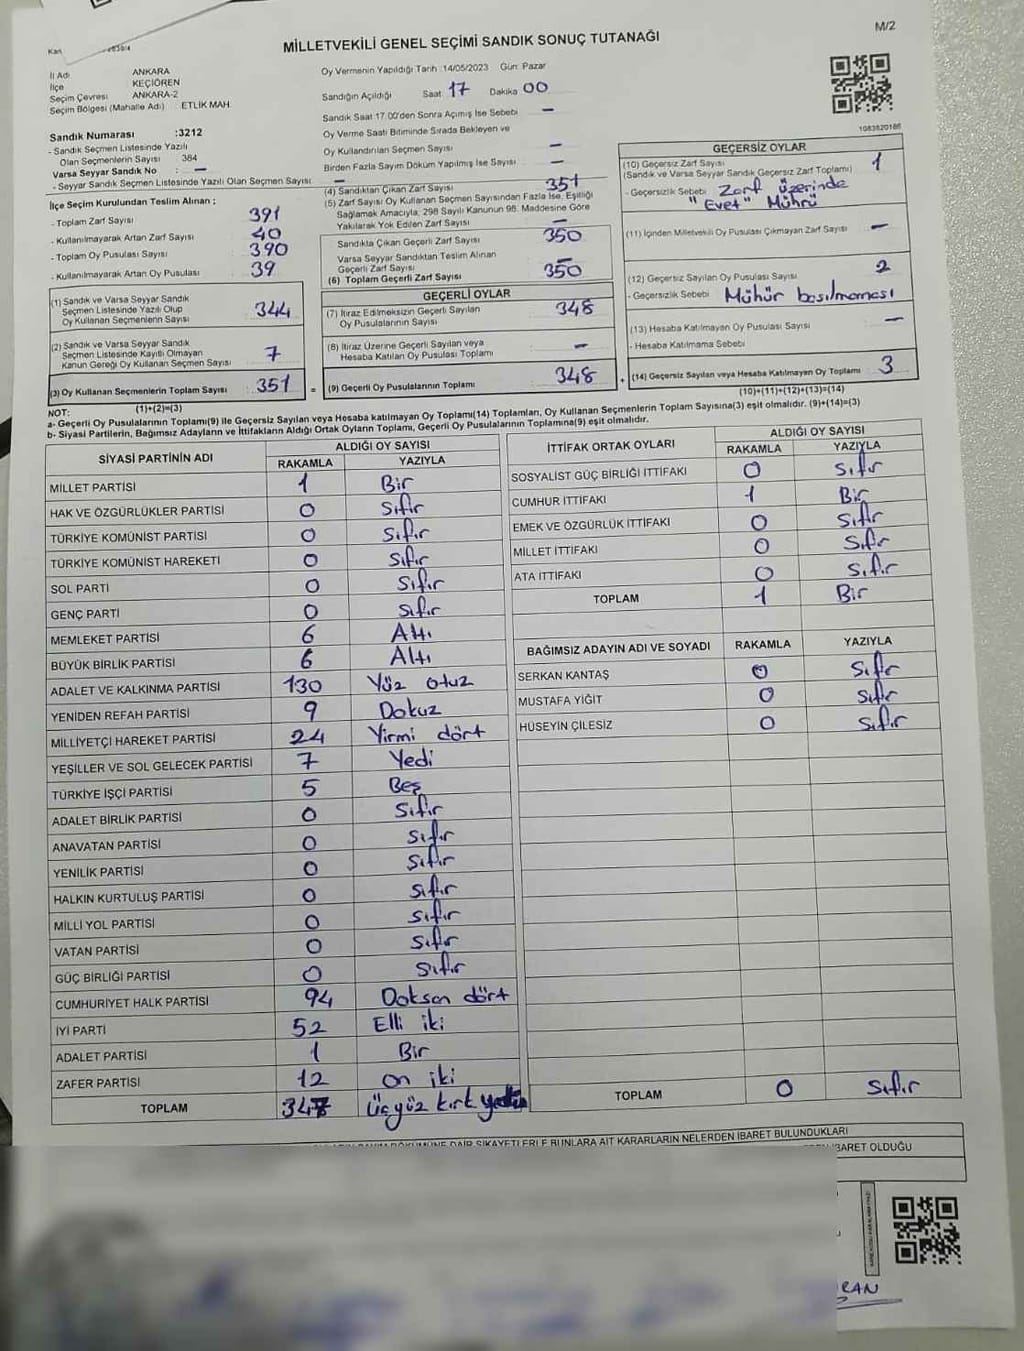 M/2
MİLLETVEKİLİ GENEL SEÇİMİ SANDIK SONUÇ TUTANAĞI
İl Adı ANKARA
İlçe KEÇİÖREN
Seçim Çevresi ANKARA-2
Seçim Bölgesi (Mahalle Adı) : ETLİK MAH.
Sandık Numarası :3212
- Sandık Seçmen Listesinde Yazılı
Olan Seçmenlerin Sayısı 384
Varsa Seyyar Sandık No : —
- Seyyar Sandık Seçmen Listesinde Yazılı Olan Seçmen Sayısı: —
İlçe Seçim Kurulundan Teslim Alınan ;
- Toplam Zarf Sayısı 391
- Kullanılmayarak Artan Zarf Sayısı 40
- Toplam Oy Pusulası Sayısı 390
- Kullanılmayarak Artan Oy Pusulası 39
(1) Sandık ve Varsa Seyyar Sandık
Seçmen Listesinde Yazılı Olup
Oy Kullanan Seçmenlerin Sayısı 344
(2) Sandık ve Varsa Seyyar Sandık
Seçmen Listesinde Kayıtlı Olmayan
Kanun Gereği Oy Kullanan Seçmen Sayısı 7
(3) Oy Kullanan Seçmenlerin Toplam Sayısı 351 =
(1)+(2)=(3)
Oy Vermenin Yapıldığı Tarih :14/05/2023 Gün: Pazar
Sandığın Açıldığı Saat 17 Dakika 00
Sandık Saat 17.00'den Sonra Açımış İse Sebebi —
Oy Verme Saati Bitiminde Sırada Bekleyen ve
Oy Kullandırılan Seçmen Sayısı —
Birden Fazla Sayım Döküm Yapılmış İse Sayısı —
(4) Sandıktan Çıkan Zarf Sayısı 351
(5) Zarf Sayısı Oy Kullanan Seçmen Sayısından Fazla İse, Eşitliği
Sağlamak Amacıyla, 298 Sayılı Kanunun 98. Maddesine Göre
Yakılarak Yok Edilen Zarf Sayısı —
Sandıkta Çıkan Geçerli Zarf Sayısı 350
Varsa Seyyar Sandıktan Teslim Alınan
Geçerli Zarf Sayısı —
(6) Toplam Geçerli Zarf Sayısı 350
GEÇERLİ OYLAR
(7) İtiraz Edilmeksizin Geçerli Sayılan
Oy Pusulalarının Sayısı 348
(8) İtiraz Üzerine Geçerli Sayılan veya
Hesaba Katılan Oy Pusulası Toplamı —
(9) Geçerli Oy Pusulalarının Toplamı 348 +
1083820186
GEÇERSİZ OYLAR
(10) Geçersiz Zarf Sayısı 1
(Sandık ve Varsa Seyyar Sandık Geçersiz Zarf Toplamı)
- Geçersizlik Sebebi Zarf üzerinde
"Evet" Mührü
(11) İçinden Milletvekili Oy Pusulası Çıkmayan Zarf Sayısı —
(12) Geçersiz Sayılan Oy Pusulası Sayısı 2
- Geçersizlik Sebebi Mühür basılmaması
(13) Hesaba Katılmayan Oy Pusulası Sayısı —
- Hesaba Katılmama Sebebi
(14) Geçersiz Sayılan veya Hesaba Katılmayan Oy Toplamı 3
(10)+(11)+(12)+(13)=(14)
NOT:
a- Geçerli Oy Pusulalarının Toplamı(9) ile Geçersiz Sayılan veya Hesaba katılmayan Oy Toplamı(14) Toplamları, Oy Kullanan Seçmenlerin Toplam Sayısına(3) eşit olmalıdır. (9)+(14)=(3)
b- Siyasi Partilerin, Bağımsız Adayların ve İttifakların Aldığı Ortak Oyların Toplamı, Geçerli Oy Pusulalarının Toplamına(9) eşit olmalıdır.
SİYASİ PARTİNİN ADI ALDIĞI OY SAYISI
RAKAMLA YAZIYLA
MİLLET PARTİSİ 1 Bir
HAK VE ÖZGÜRLÜKLER PARTİSİ 0 Sıfır
TÜRKİYE KOMÜNİST PARTİSİ 0 Sıfır
TÜRKİYE KOMÜNİST HAREKETİ 0 Sıfır
SOL PARTİ 0 Sıfır
GENÇ PARTİ 0 Sıfır
MEMLEKET PARTİSİ 6 Altı
BÜYÜK BİRLİK PARTİSİ 6 Altı
ADALET VE KALKINMA PARTİSİ 130 Yüz otuz
YENİDEN REFAH PARTİSİ 9 Dokuz
MİLLİYETÇİ HAREKET PARTİSİ 24 Yirmi dört
YEŞİLLER VE SOL GELECEK PARTİSİ 7 Yedi
TÜRKİYE İŞÇİ PARTİSİ 5 Beş
ADALET BİRLİK PARTİSİ 0 Sıfır
ANAVATAN PARTİSİ 0 Sıfır
YENİLİK PARTİSİ 0 Sıfır
HALKIN KURTULUŞ PARTİSİ 0 Sıfır
MİLLİ YOL PARTİSİ 0 Sıfır
VATAN PARTİSİ 0 Sıfır
GÜÇ BİRLİĞİ PARTİSİ 0 Sıfır
CUMHURİYET HALK PARTİSİ 94 Doksan dört
İYİ PARTİ 52 Elli iki
ADALET PARTİSİ 1 Bir
ZAFER PARTİSİ 12 On iki
TOPLAM 347 Üçyüz kırk yedi
İTTİFAK ORTAK OYLARI ALDIĞI OY SAYISI
RAKAMLA YAZIYLA
SOSYALİST GÜÇ BİRLİĞİ İTTİFAKI 0 Sıfır
CUMHUR İTTİFAKI 1 Bir
EMEK VE ÖZGÜRLÜK İTTİFAKI 0 Sıfır
MİLLET İTTİFAKI 0 Sıfır
ATA İTTİFAKI 0 Sıfır
TOPLAM 1 Bir
BAĞIMSIZ ADAYIN ADI VE SOYADI RAKAMLA YAZIYLA
SERKAN KANTAŞ 0 Sıfır
MUSTAFA YİĞİT 0 Sıfır
HÜSEYİN ÇİLESİZ 0 Sıfır
TOPLAM 0 Sıfır
DAİR ŞİKAYETLERLE BUNLARA AİT KARARLARIN NELERDEN İBARET BULUNDUKLARI
OLDUĞU